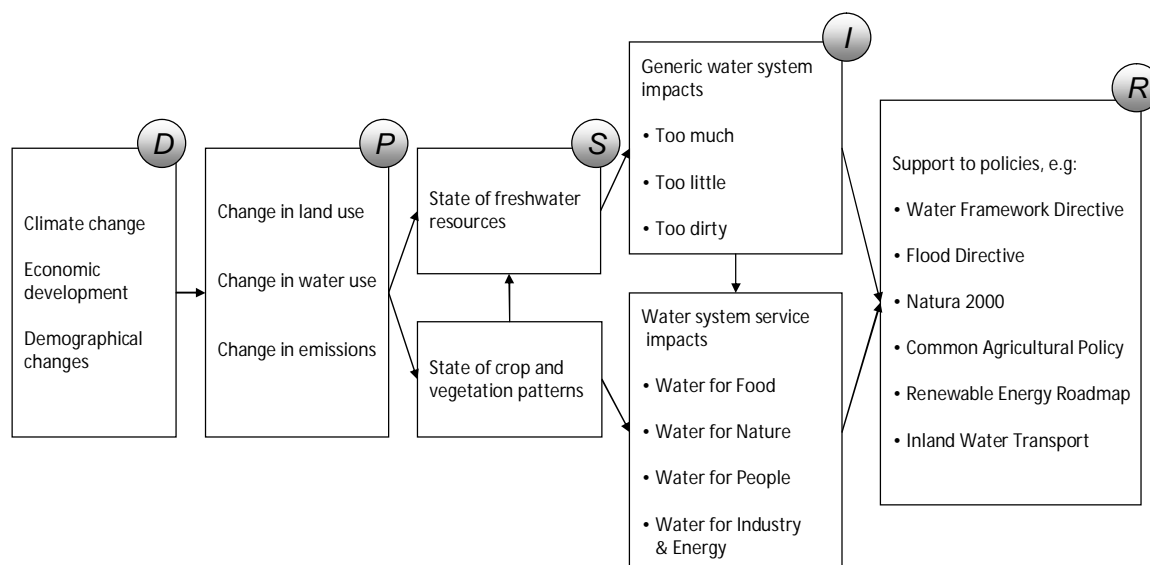 D
Climate change
Economic
development
Demographical
changes
P
Change in land use
Change in water use
Change in emissions
S
State of freshwater
resources
State of crop and
vegetation patterns
I
Generic water system
impacts
• Too much
• Too little
• Too dirty
Water system service
impacts
• Water for Food
• Water for Nature
• Water for People
• Water for Industry
& Energy
R
Support to policies, e.g:
• Water Framework Directive
• Flood Directive
• Natura 2000
• Common Agricultural Policy
• Renewable Energy Roadmap
• Inland Water Transport